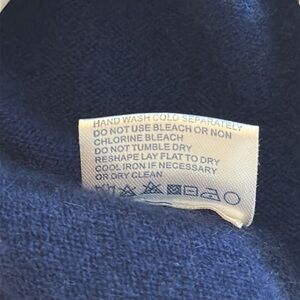 HAND WASH COLD SEPARATELY
DO NOT USE BLEACH OR NON
CHLORINE BLEACH
DO NOT TUMBLE DRY
RESHAPE LAY FLAT TO DRY
COOL IRON IF NECESSARY
OR DRY CLEAN